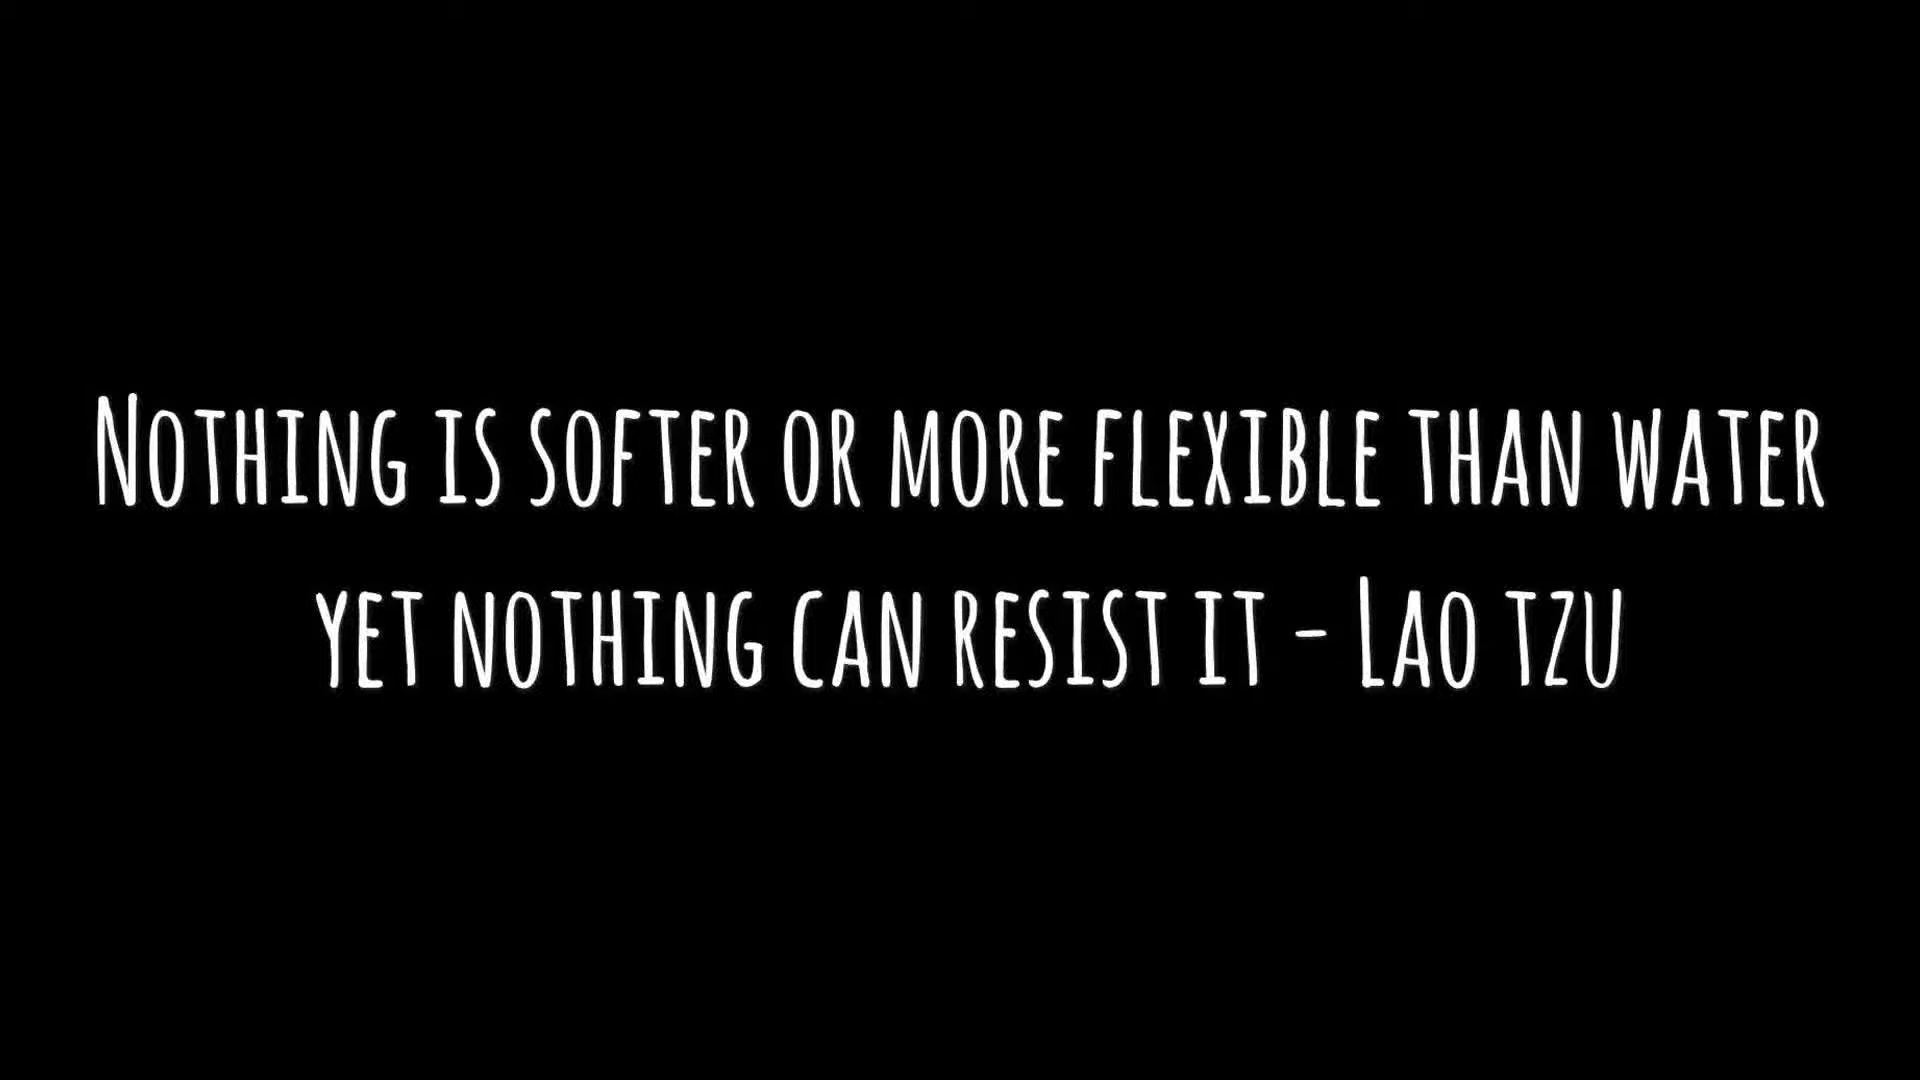 Nothing is softer or more flexible than water
yet nothing can resist it - Lao tzu